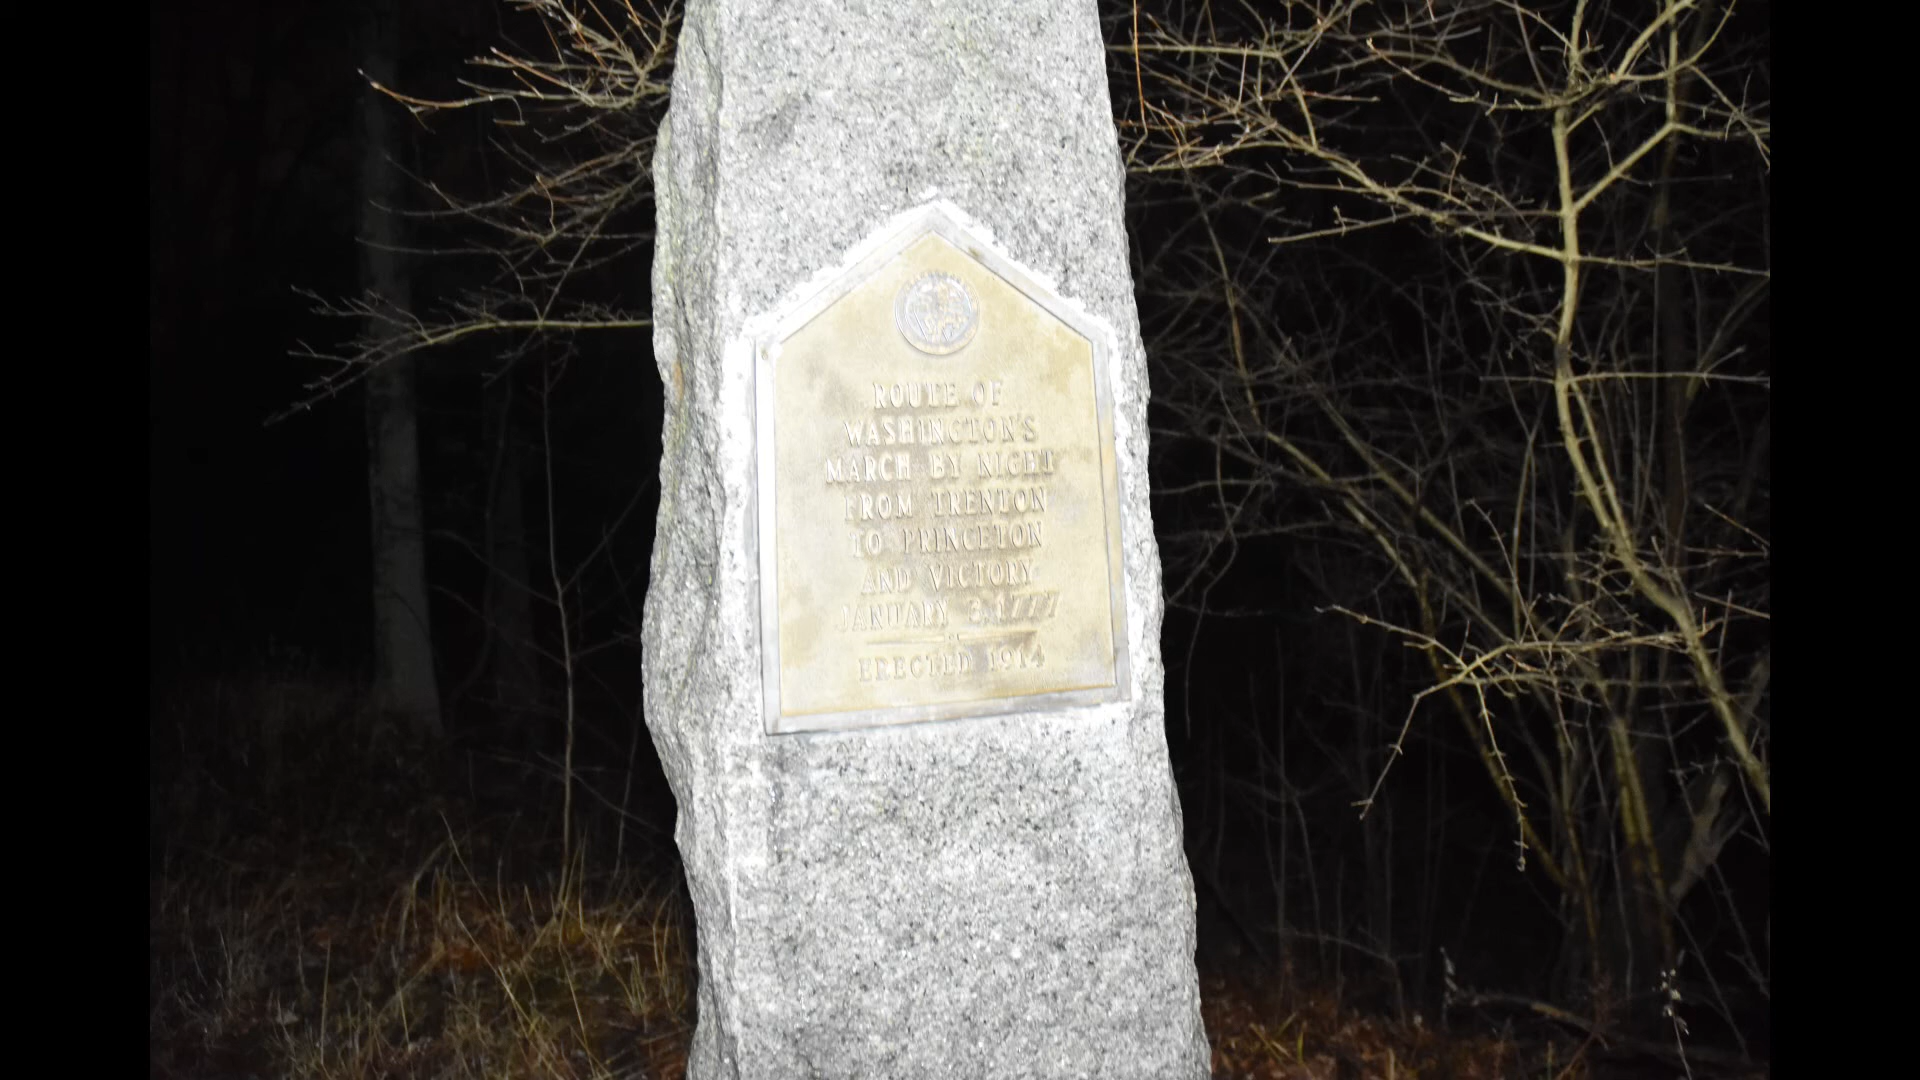 ROUTE OF
WASHINGTON'S
MARCH BY NIGHT
FROM TRENTON
TO PRINCETON
AND VICTORY
JANUARY 3, 1777
ERECTED 1914